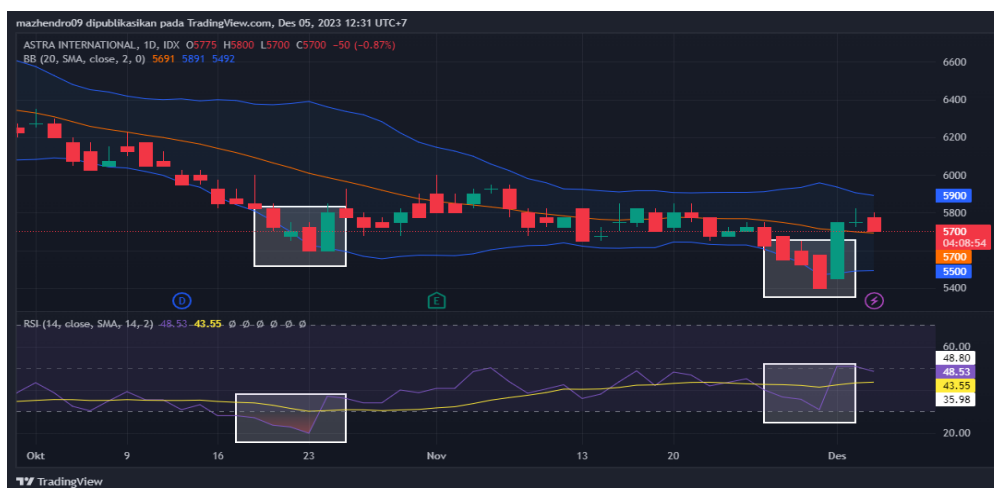 mazhendro09 dipublikasikan pada TradingView.com, Des 05, 2023 12:31 UTC+7
ASTRA INTERNATIONAL, 1D, IDX O5775 H5800 L5700 C5700 -50 (-0.87%)
BB (20, SMA, close, 2, 0) 5691 5891 5492
6600
6400
6200
6000
5900
5800
5700
04:08:54
5700
5500
5400
D
E
RSI (14, close, SMA, 14, 2) 48.53 43.55 Ø Ø Ø Ø Ø Ø
60.00
48.80
48.53
43.55
35.98
20.00
Okt 9 16 23 Nov 13 20 Des
TradingView